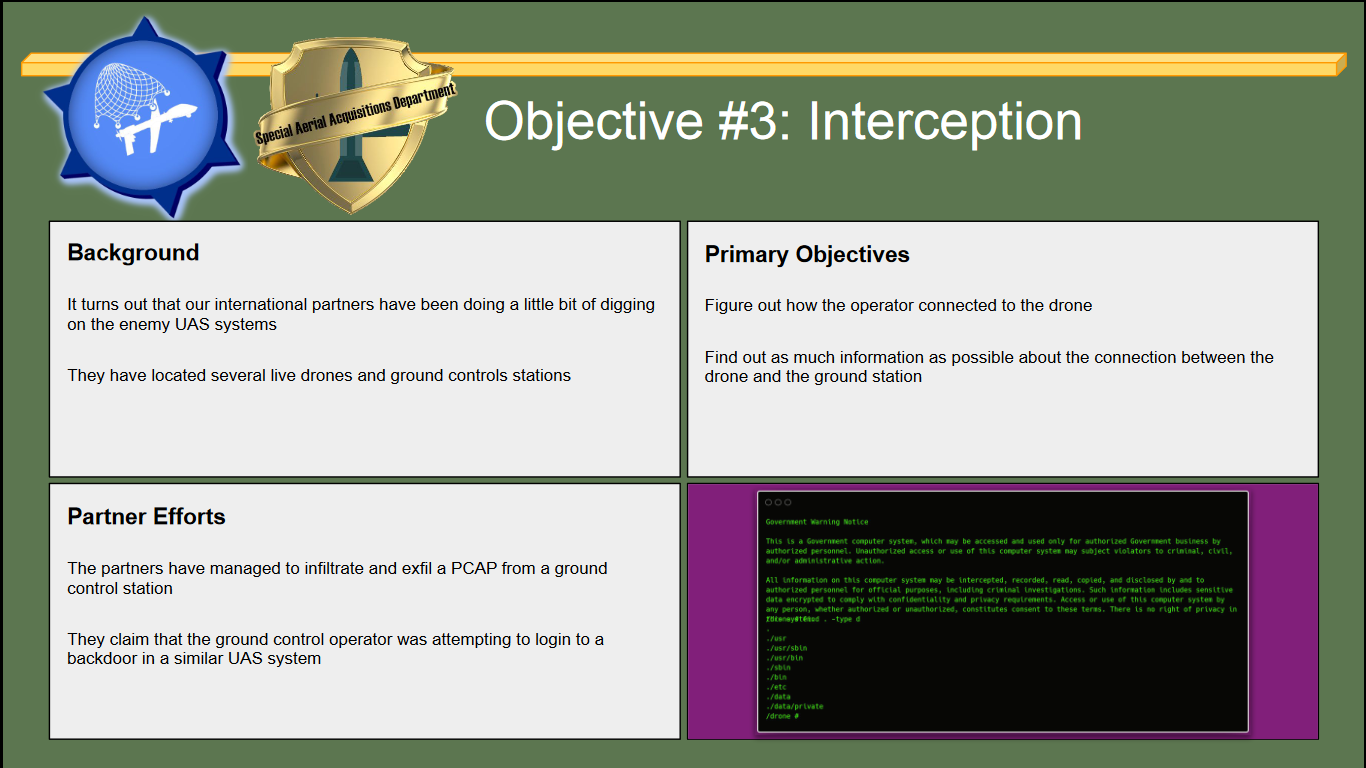 Special Aerial Acquisitions Department
Objective #3: Interception
Background
It turns out that our international partners have been doing a little bit of digging
on the enemy UAS systems
They have located several live drones and ground controls stations
Primary Objectives
Figure out how the operator connected to the drone
Find out as much information as possible about the connection between the
drone and the ground station
Partner Efforts
The partners have managed to infiltrate and exfil a PCAP from a ground
control station
They claim that the ground control operator was attempting to login to a
backdoor in a similar UAS system
Government Warning Notice
This is a Government computer system, which may be accessed and used only for authorized Government business by
authorized personnel. Unauthorized access or use of this computer system may subject violators to criminal, civil,
and/or administrative action.
All information on this computer system may be intercepted, recorded, read, copied, and disclosed by and to
authorized personnel for official purposes, including criminal investigations. Such information includes sensitive
data encrypted to comply with confidentiality and privacy requirements. Access or use of this computer system by
any person, whether authorized or unauthorized, constitutes consent to these terms. There is no right of privacy in
. -type d
.
./usr
./usr/sbin
./usr/bin
./sbin
./bin
./etc
./data
./data/private
/drone #